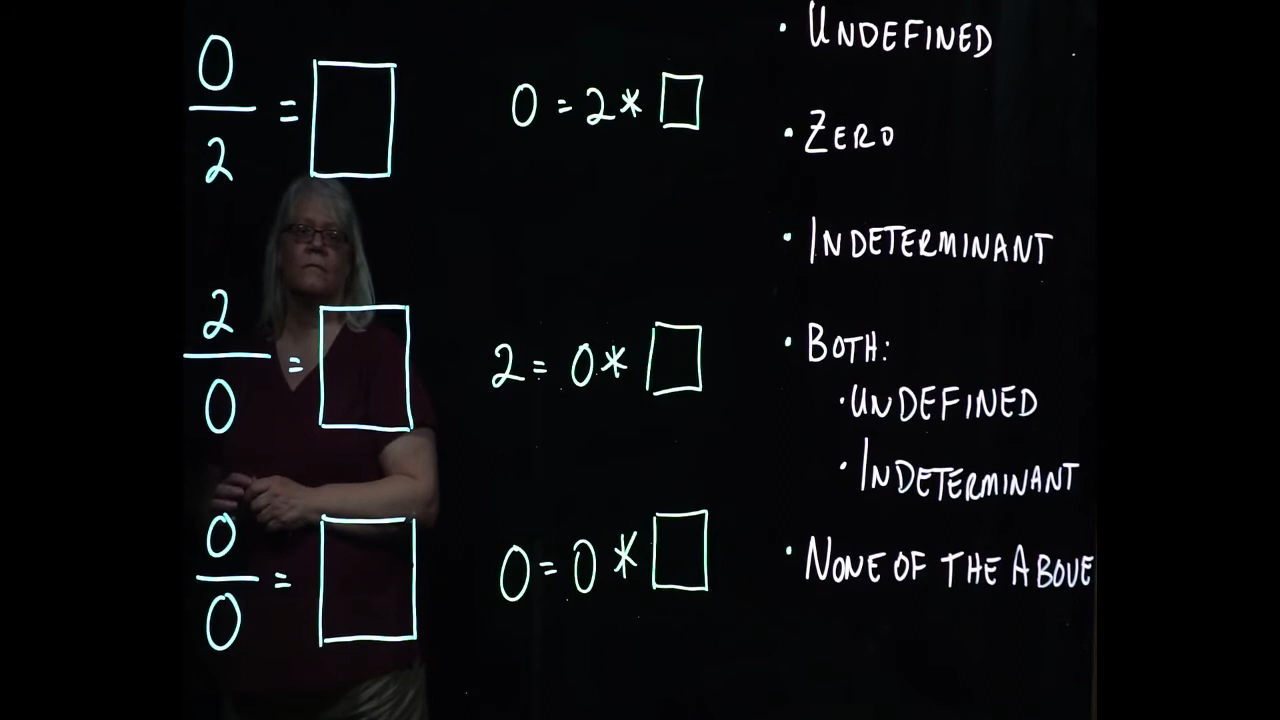 0/2 = □
0 = 2 * □
2/0 = □
2 = 0 * □
0/0 = □
0 = 0 * □
· UNDEFINED
· ZERO
· INDETERMINANT
· BOTH:
· UNDEFINED
· INDETERMINANT
· NONE OF THE ABOVE